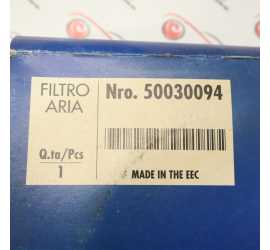 FILTRO
ARIA
Nro. 50030094
Q.ta/Pcs
1
MADE IN THE EEC